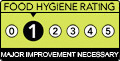 FOOD HYGIENE RATING
0 1 2 3 4 5
MAJOR IMPROVEMENT NECESSARY